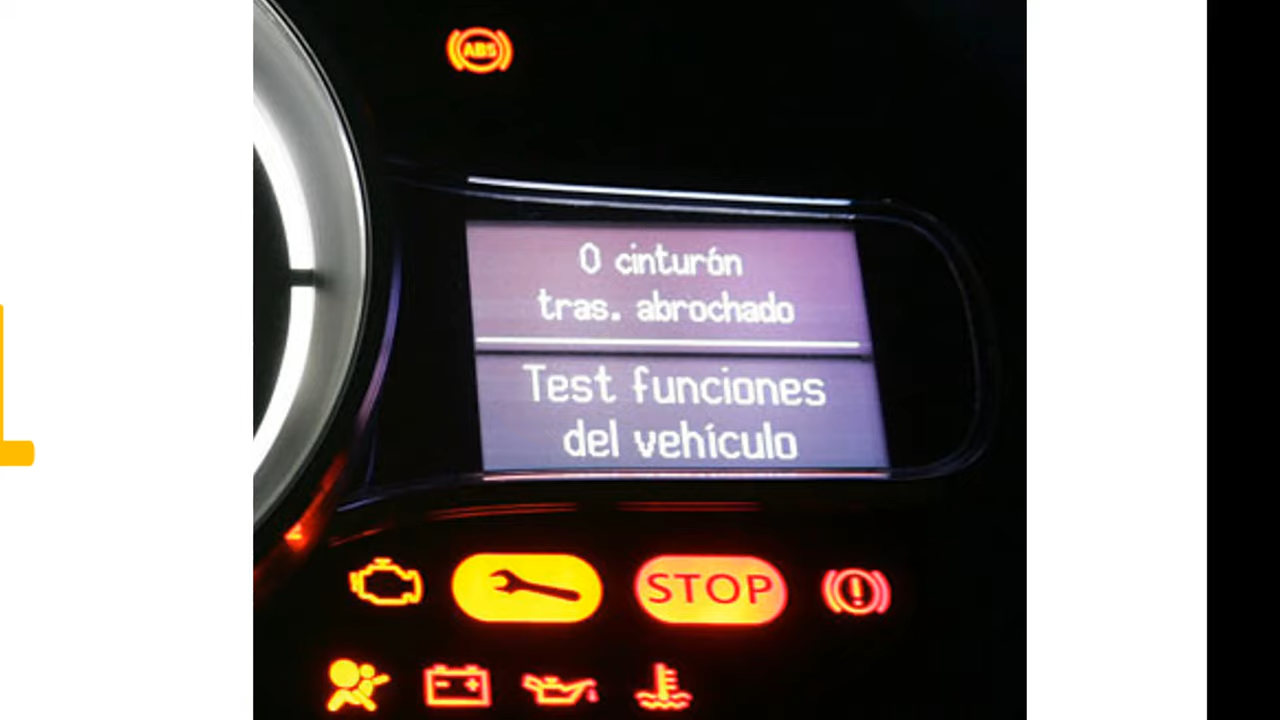 ABS
0 cinturón
tras. abrochado
Test funciones
del vehículo
STOP